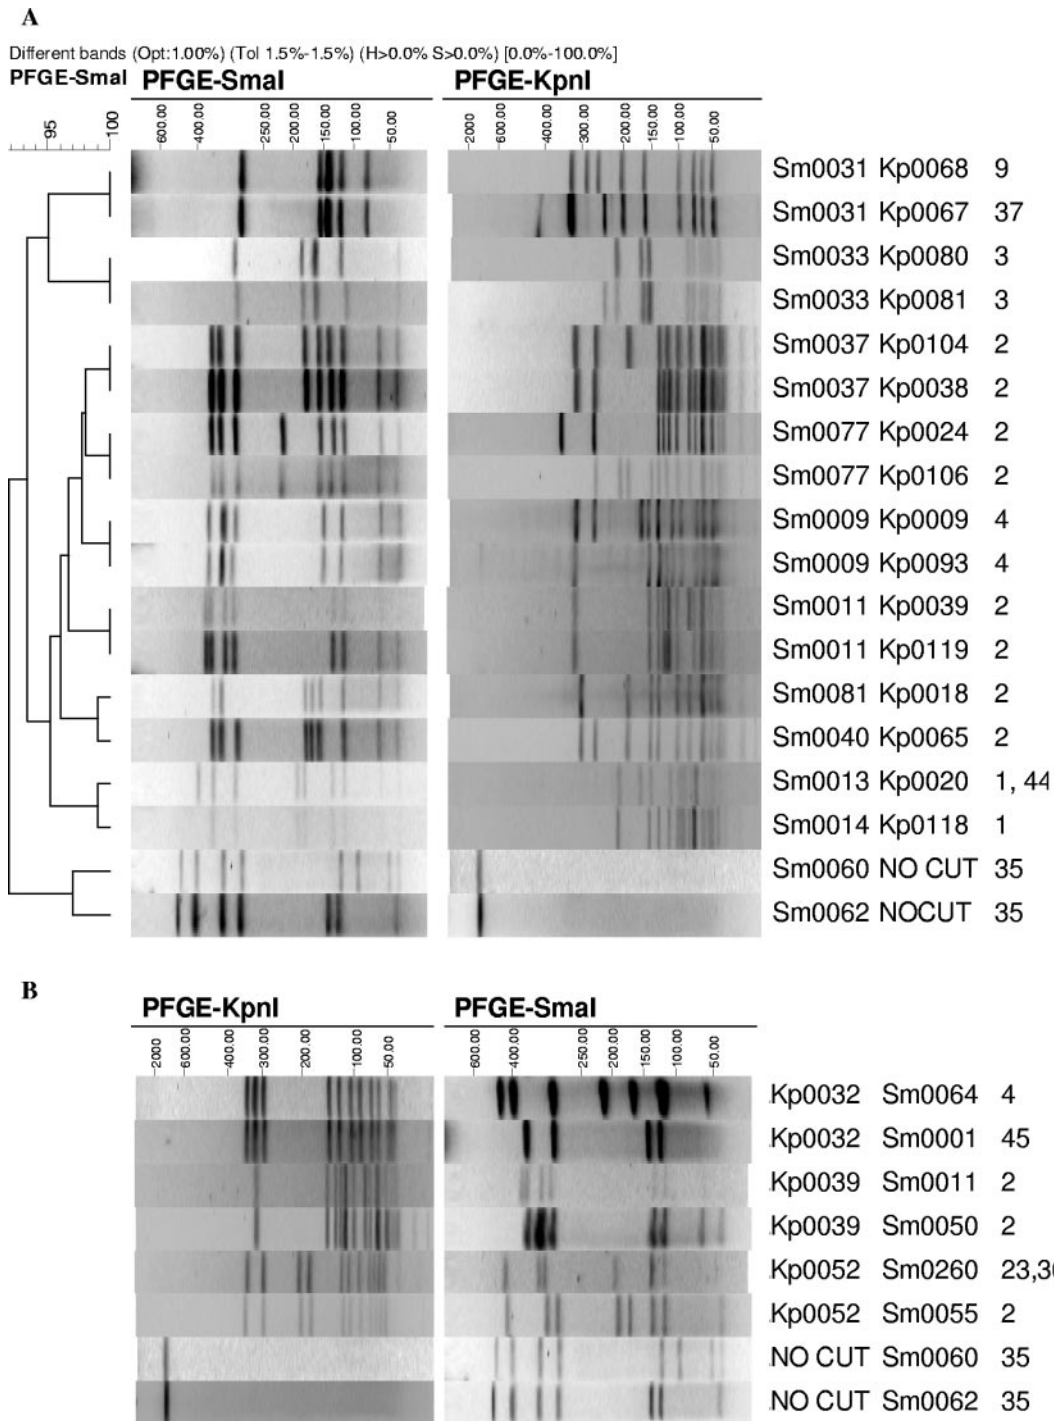 A
Different bands (Opt:1.00%) (Tol 1.5%-1.5%) (H>0.0% S>0.0%) [0.0%-100.0%]
PFGE-SmaI PFGE-SmaI PFGE-KpnI
95 100 600.00 400.00 250.00 200.00 150.00 100.00 50.00 2000 600.00 400.00 300.00 200.00 150.00 100.00 50.00
Sm0031 Kp0068 9
Sm0031 Kp0067 37
Sm0033 Kp0080 3
Sm0033 Kp0081 3
Sm0037 Kp0104 2
Sm0037 Kp0038 2
Sm0077 Kp0024 2
Sm0077 Kp0106 2
Sm0009 Kp0009 4
Sm0009 Kp0093 4
Sm0011 Kp0039 2
Sm0011 Kp0119 2
Sm0081 Kp0018 2
Sm0040 Kp0065 2
Sm0013 Kp0020 1, 44
Sm0014 Kp0118 1
Sm0060 NO CUT 35
Sm0062 NOCUT 35
B
PFGE-KpnI PFGE-SmaI
2000 600.00 400.00 300.00 200.00 100.00 50.00 600.00 400.00 250.00 200.00 150.00 100.00 50.00
Kp0032 Sm0064 4
Kp0032 Sm0001 45
Kp0039 Sm0011 2
Kp0039 Sm0050 2
Kp0052 Sm0260 23,
Kp0052 Sm0055 2
NO CUT Sm0060 35
NO CUT Sm0062 35